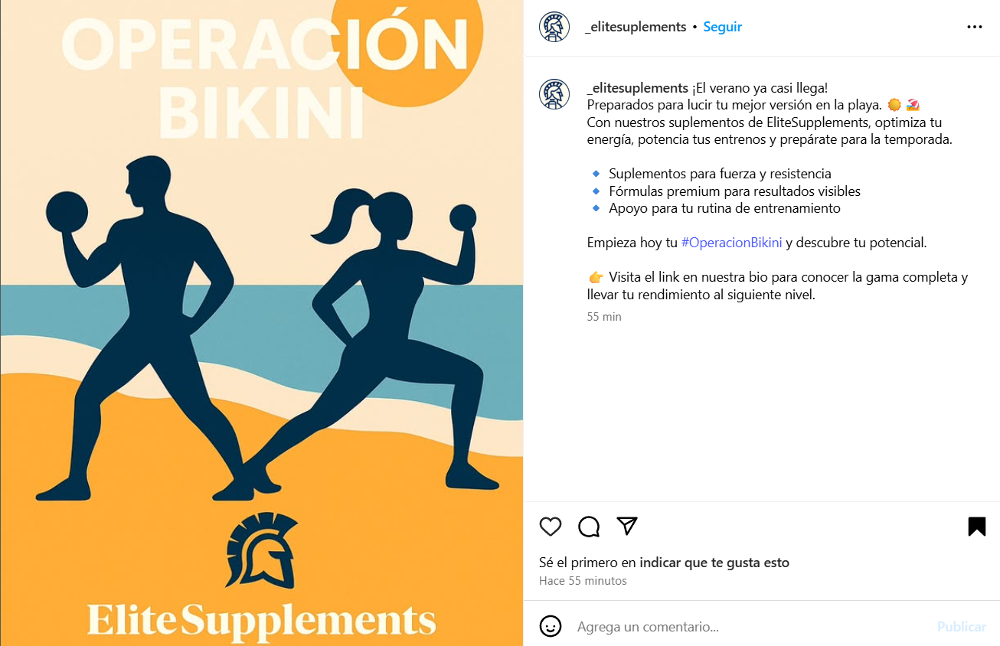 OPERACIÓN
BIKINI
EliteSupplements
_elitesuplements • Seguir
_elitesuplements ¡El verano ya casi llega!
Preparados para lucir tu mejor versión en la playa. 🌞 🏖️
Con nuestros suplementos de EliteSupplements, optimiza tu
energía, potencia tus entrenos y prepárate para la temporada.
🔹 Suplementos para fuerza y resistencia
🔹 Fórmulas premium para resultados visibles
🔹 Apoyo para tu rutina de entrenamiento
Empieza hoy tu #OperacionBikini y descubre tu potencial.
👉 Visita el link en nuestra bio para conocer la gama completa y
llevar tu rendimiento al siguiente nivel.
55 min
Sé el primero en indicar que te gusta esto
Hace 55 minutos
Agrega un comentario...
Publicar